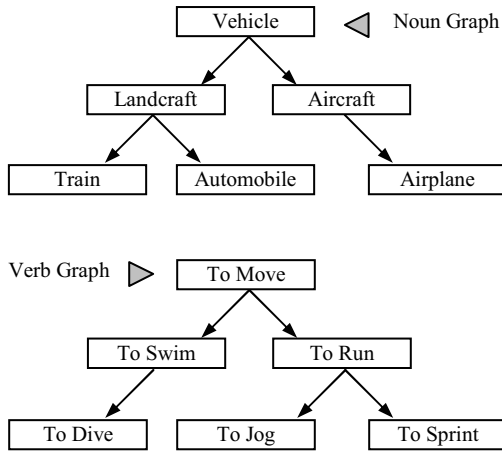 Vehicle
Noun Graph
Landcraft
Aircraft
Train
Automobile
Airplane
Verb Graph
To Move
To Swim
To Run
To Dive
To Jog
To Sprint